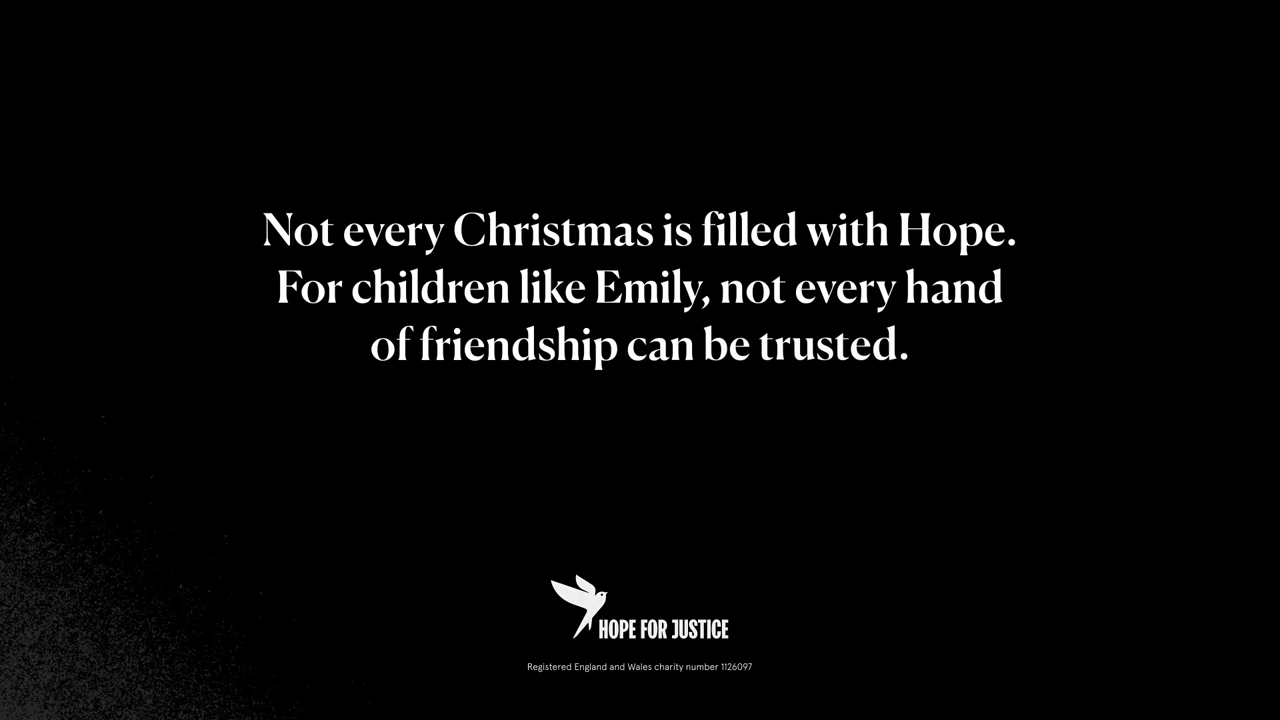 Not every Christmas is filled with Hope.
For children like Emily, not every hand
of friendship can be trusted.
HOPE FOR JUSTICE
Registered England and Wales charity number 1126097